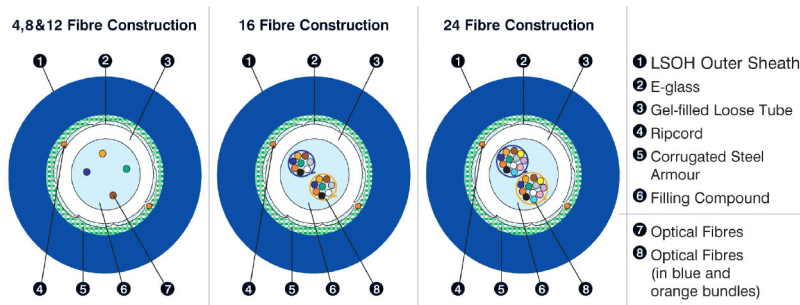 4,8&12 Fibre Construction
1 2 3
4 5 6 7
16 Fibre Construction
1 2 3
4 5 6 8
24 Fibre Construction
1 2 3
4 5 6 8
1 LSOH Outer Sheath
2 E-glass
3 Gel-filled Loose Tube
4 Ripcord
5 Corrugated Steel
Armour
6 Filling Compound
7 Optical Fibres
8 Optical Fibres
(in blue and
orange bundles)